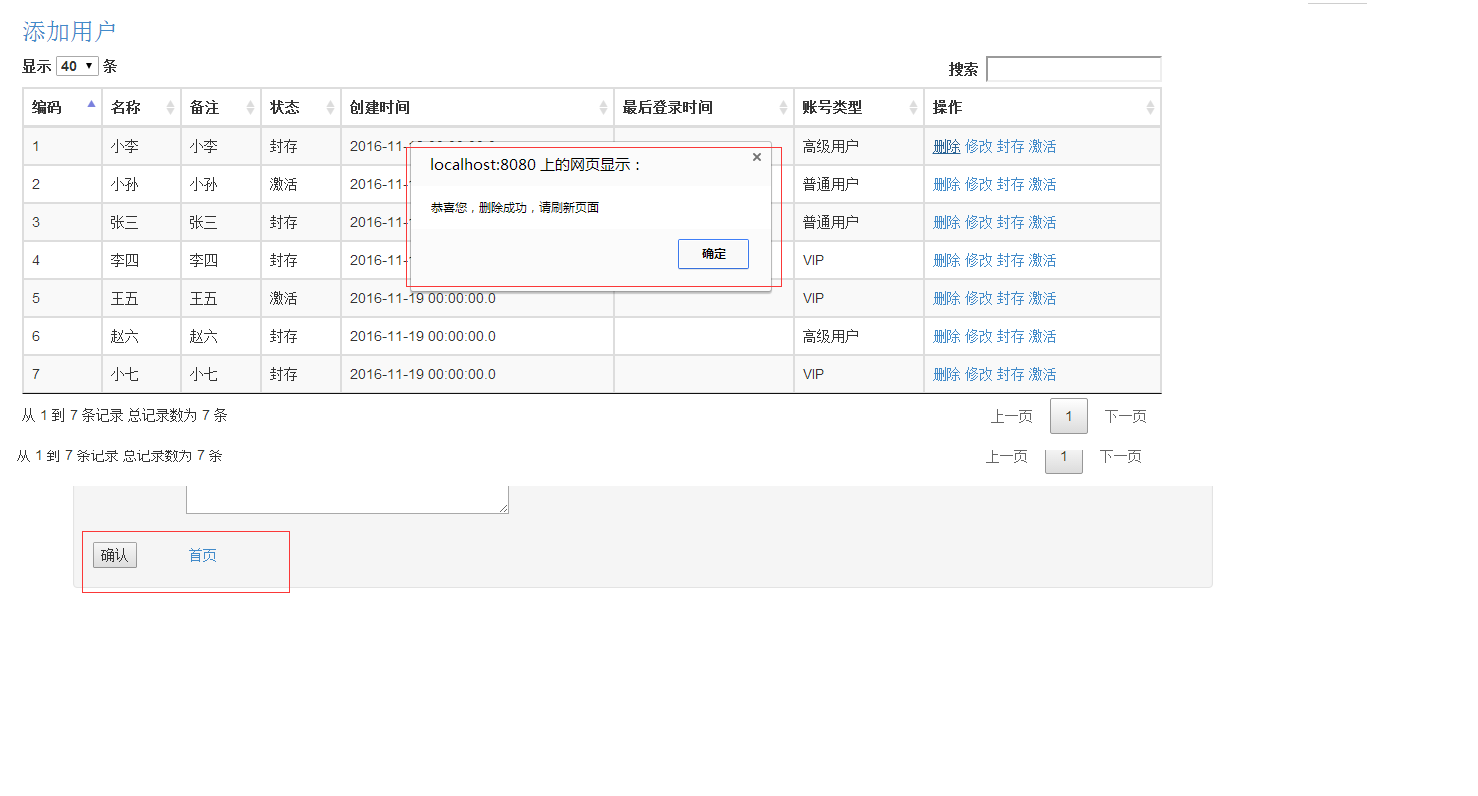 添加用户
显示 40 条 搜索
编码 名称 备注 状态 创建时间 最后登录时间 账号类型 操作
1 小李 小李 封存 2016-11- 高级用户 删除 修改 封存 激活
localhost:8080 上的网页显示：
2 小孙 小孙 激活 2016-11- 普通用户 删除 修改 封存 激活
恭喜您，删除成功，请刷新页面
3 张三 张三 封存 2016-11- 普通用户 删除 修改 封存 激活
确定
4 李四 李四 封存 2016-11- VIP 删除 修改 封存 激活
5 王五 王五 激活 2016-11-19 00:00:00.0 VIP 删除 修改 封存 激活
6 赵六 赵六 封存 2016-11-19 00:00:00.0 高级用户 删除 修改 封存 激活
7 小七 小七 封存 2016-11-19 00:00:00.0 VIP 删除 修改 封存 激活
从 1 到 7 条记录 总记录数为 7 条 上一页 1 下一页
从 1 到 7 条记录 总记录数为 7 条 上一页 1 下一页
确认 首页